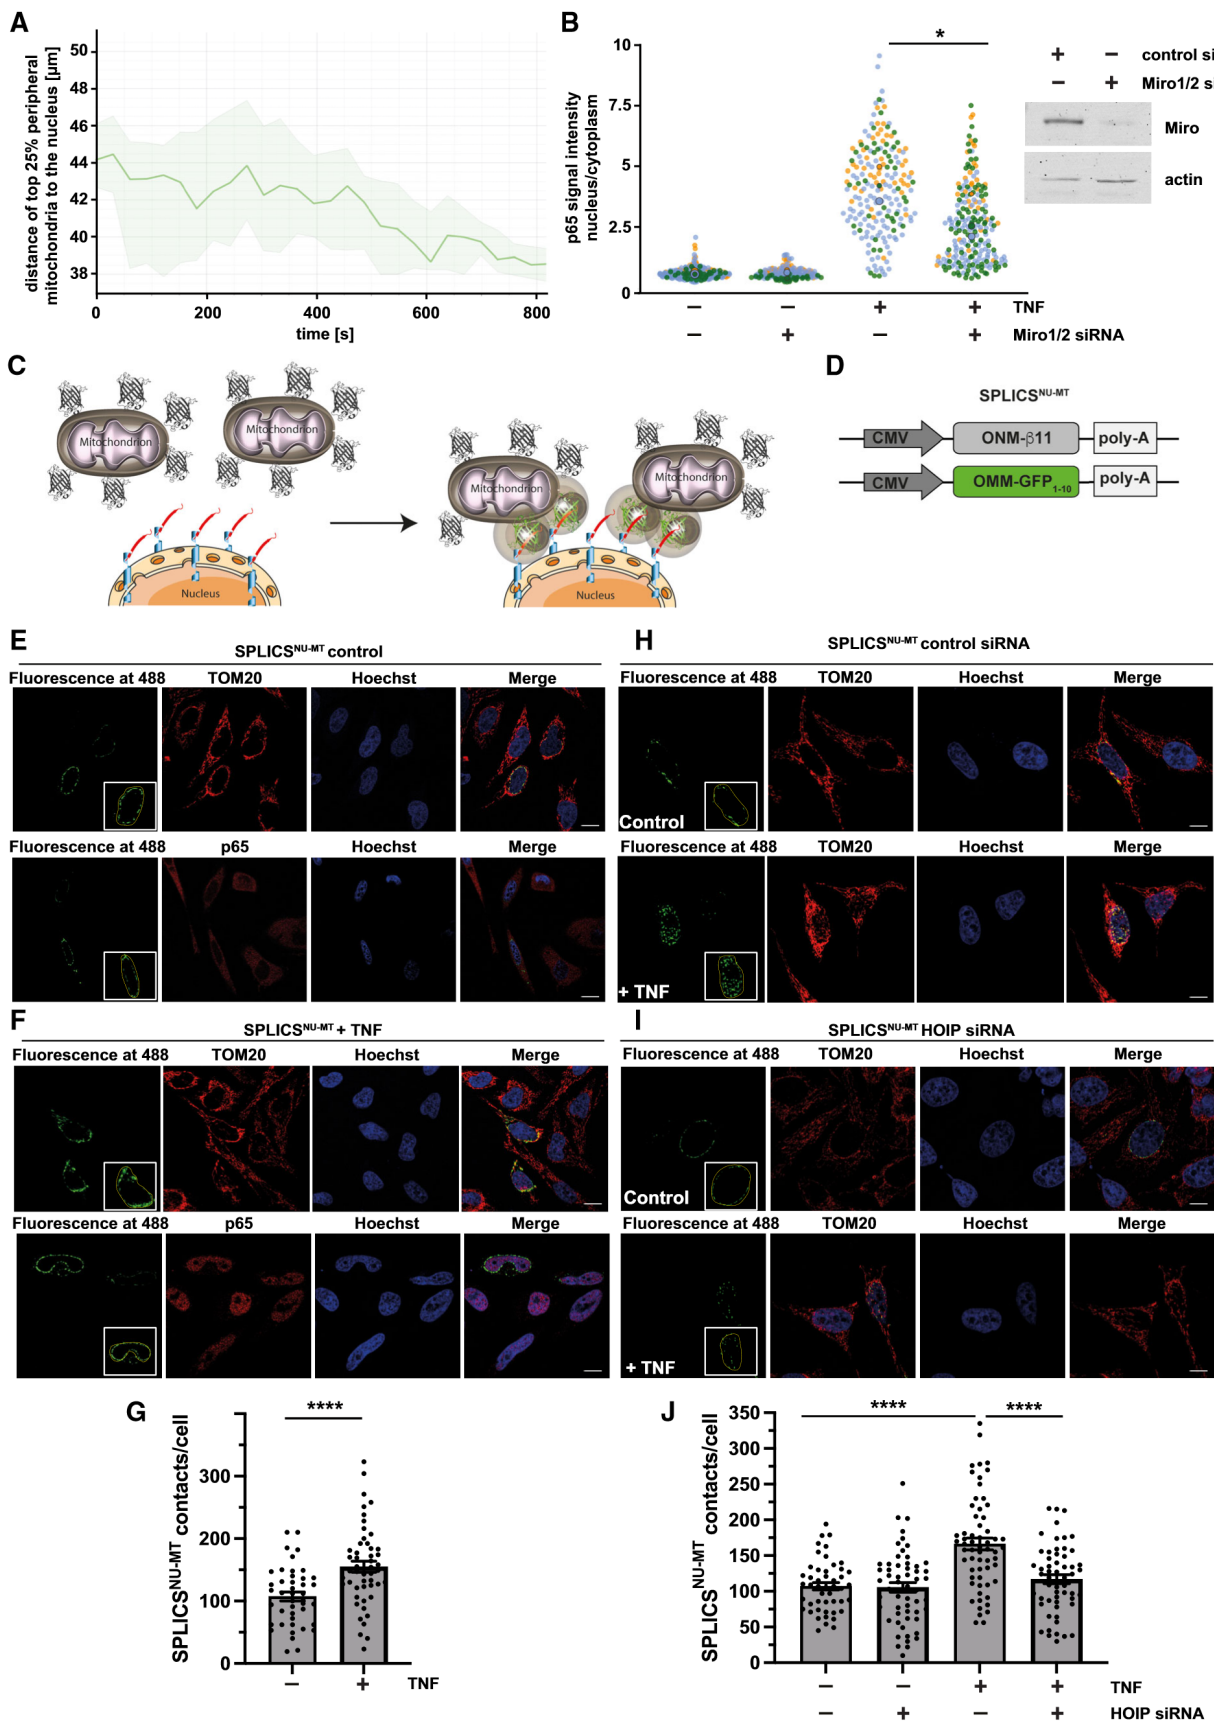 A
distance of top 25% peripheral
mitochondria to the nucleus [µm]
50
48
46
44
42
40
38
0
200
400
600
800
time [s]
B
p65 signal intensity
nucleus/cytoplasm
10
7.5
5
2.5
0
*
− − + + TNF
− + − + Miro1/2 siRNA
+ − control si
− + Miro1/2 si
Miro
actin
C
Mitochondrion
Mitochondrion
Nucleus
Mitochondrion
Mitochondrion
Nucleus
D
SPLICS^NU-MT
CMV ONM-β11 poly-A
CMV OMM-GFP1-10 poly-A
E
SPLICS^NU-MT control
Fluorescence at 488 TOM20 Hoechst Merge
Fluorescence at 488 p65 Hoechst Merge
F
SPLICS^NU-MT + TNF
Fluorescence at 488 TOM20 Hoechst Merge
Fluorescence at 488 p65 Hoechst Merge
G
SPLICS^NU-MT contacts/cell
300
200
100
0
****
− + TNF
H
SPLICS^NU-MT control siRNA
Fluorescence at 488 TOM20 Hoechst Merge
Control
Fluorescence at 488 TOM20 Hoechst Merge
+ TNF
I
SPLICS^NU-MT HOIP siRNA
Fluorescence at 488 TOM20 Hoechst Merge
Control
Fluorescence at 488 TOM20 Hoechst Merge
+ TNF
J
SPLICS^NU-MT contacts/cell
350
300
250
200
150
100
50
0
**** ****
− − + + TNF
− + − + HOIP siRNA